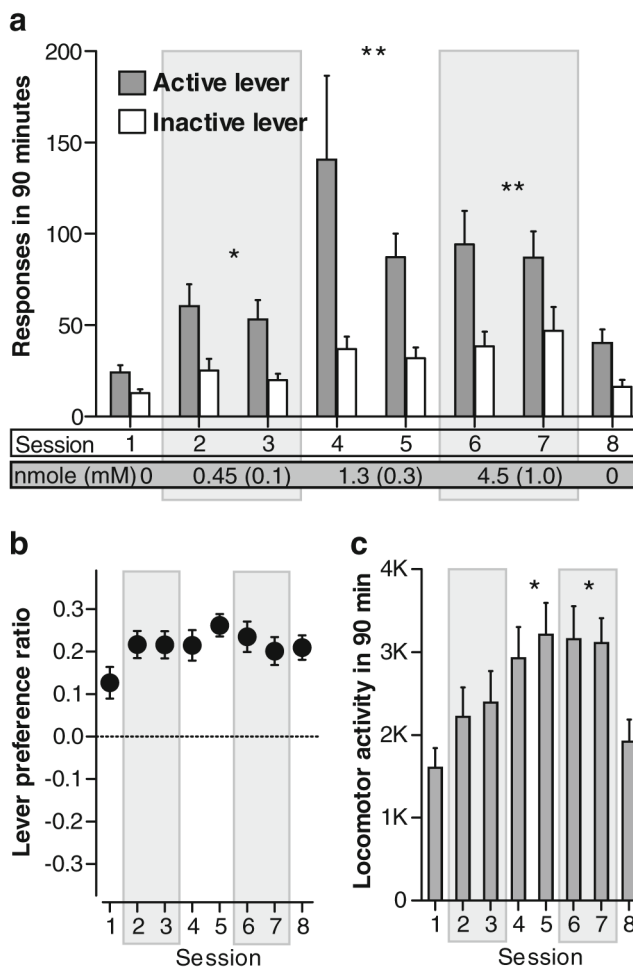 a
200
150
100
50
0
Responses in 90 minutes
Active lever
Inactive lever
*
**
**
Session 1 2 3 4 5 6 7 8
nmole (mM) 0 0.45 (0.1) 1.3 (0.3) 4.5 (1.0) 0
b
0.3
0.2
0.1
0.0
-0.1
-0.2
-0.3
Lever preference ratio
1 2 3 4 5 6 7 8
Session
c
4K
3K
2K
1K
0
Locomotor activity in 90 min
* *
1 2 3 4 5 6 7 8
Session